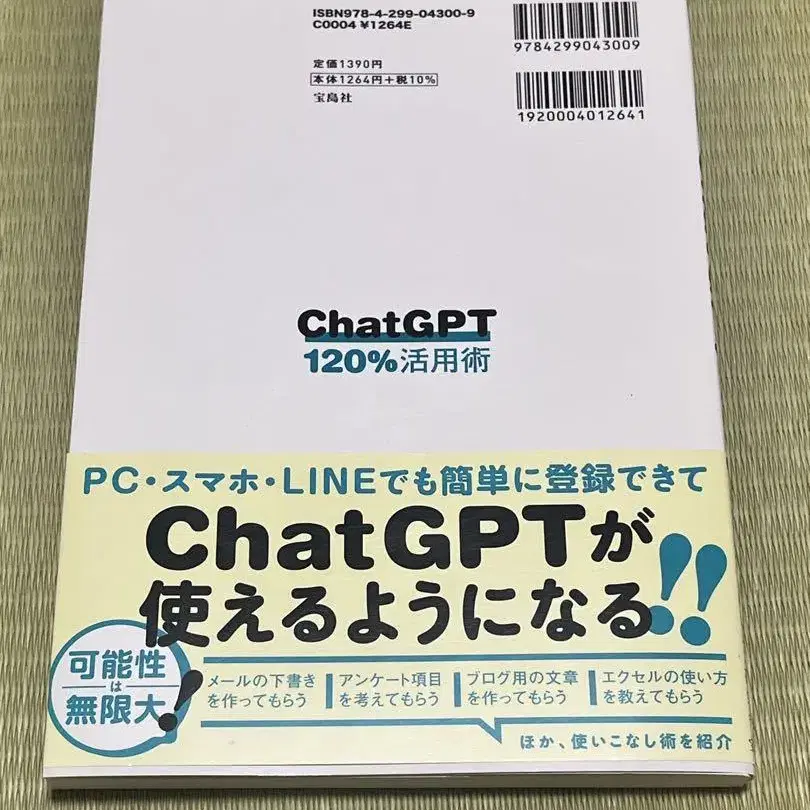 ISBN978-4-299-04300-9
C0004 ¥1264E
定価1390円
本体1264円+税10%
宝島社
9784299043009
1920004012641
ChatGPT
120%活用術
PC・スマホ・LINEでも簡単に登録できて
ChatGPTが
使えるようになる!!
可能性
は
無限大!
メールの下書き
を作ってもらう
アンケート項目
を考えてもらう
ブログ用の文章
を作ってもらう
エクセルの使い方
を教えてもらう
ほか、使いこなし術を紹介